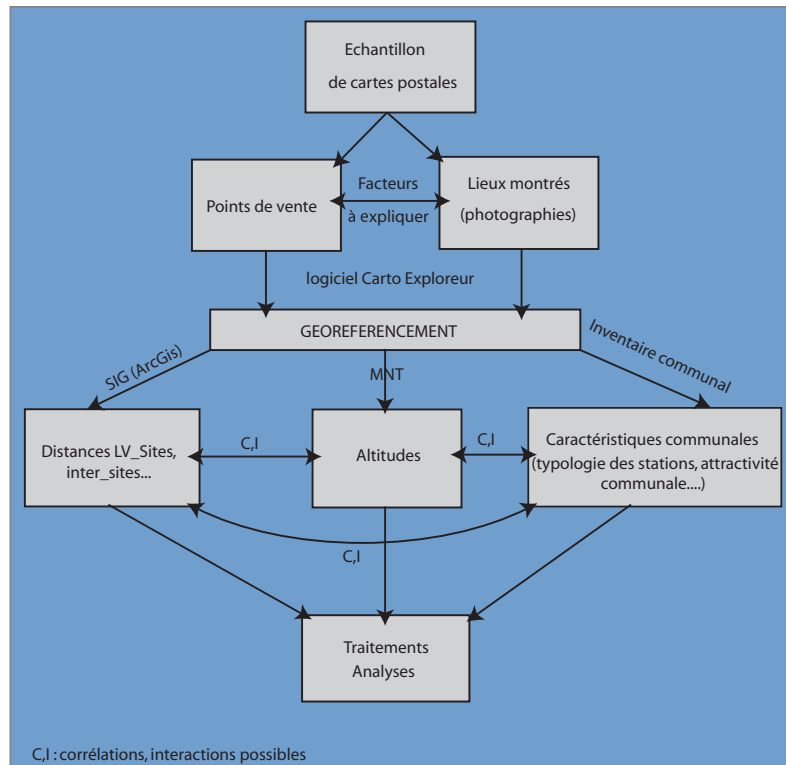 Echantillon
de cartes postales
Points de vente
Facteurs
à expliquer
Lieux montrés
(photographies)
logiciel Carto Exploreur
GEOREFERENCEMENT
SIG (ArcGis)
MNT
Inventaire communal
Distances LV_Sites,
inter_sites...
C,I
Altitudes
C,I
Caractéristiques communales
(typologie des stations, attractivité
communale....)
C,I
Traitements
Analyses
C,I : corrélations, interactions possibles